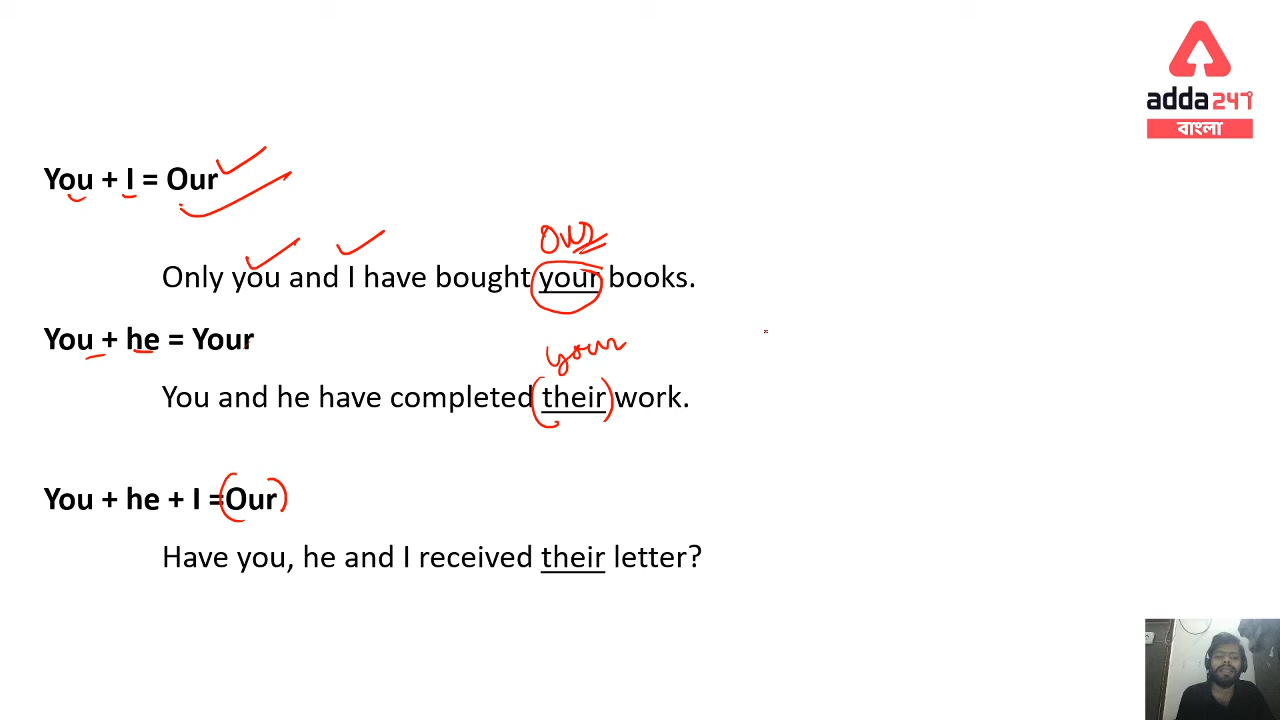 adda247
বাংলা
You + I = Our
our
Only you and I have bought your books.
You + he = Your
your
You and he have completed their work.
You + he + I =Our
Have you, he and I received their letter?